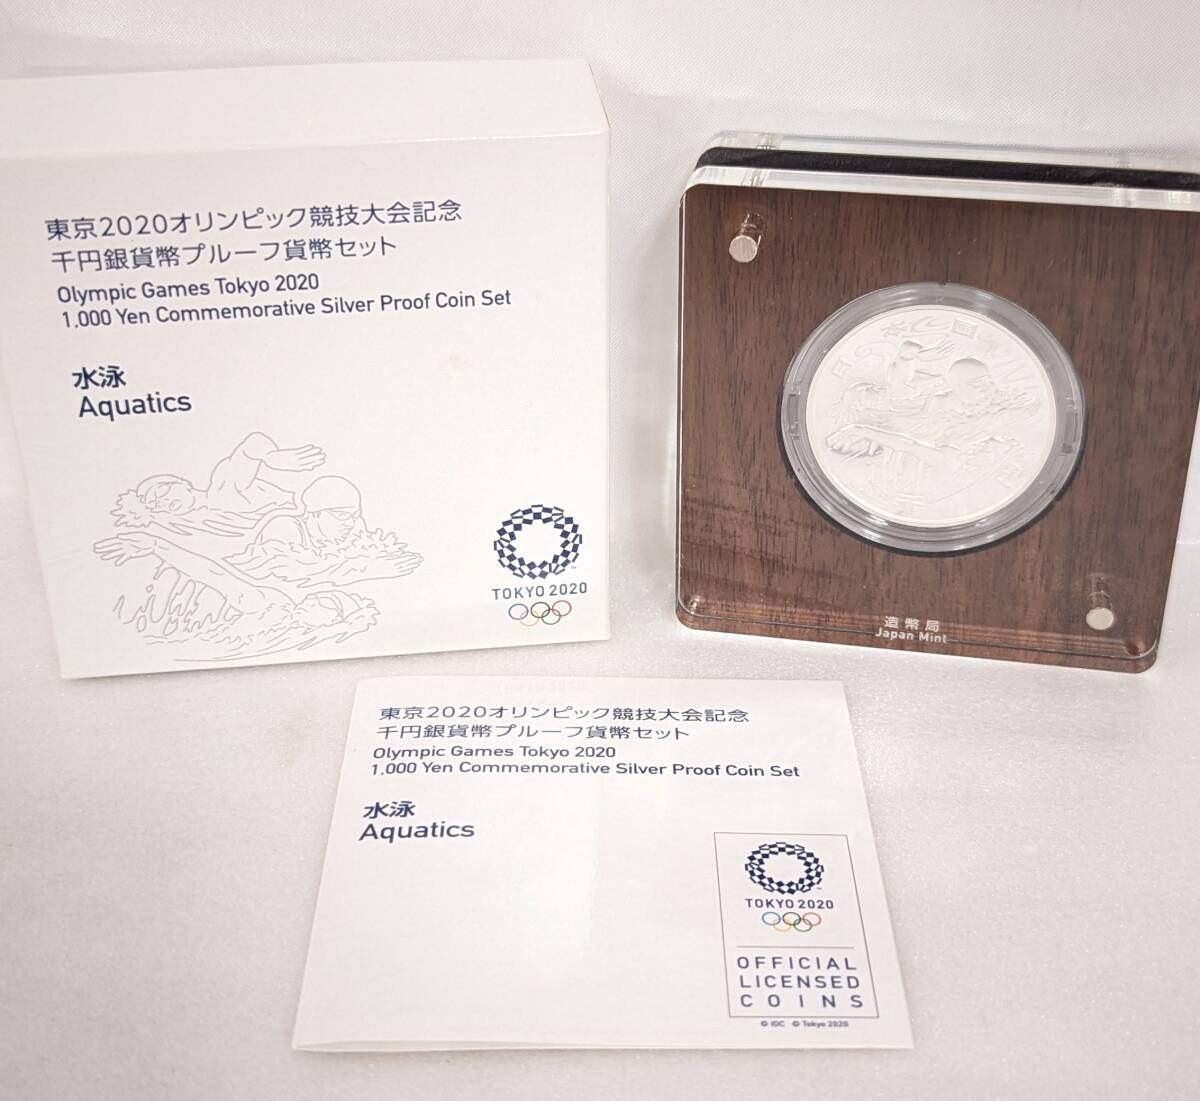 東京2020オリンピック競技大会記念
千円銀貨幣プルーフ貨幣セット
Olympic Games Tokyo 2020
1,000 Yen Commemorative Silver Proof Coin Set
水泳
Aquatics
TOKYO 2020
日本国
造幣局
Japan Mint
東京2020オリンピック競技大会記念
千円銀貨幣プルーフ貨幣セット
Olympic Games Tokyo 2020
1,000 Yen Commemorative Silver Proof Coin Set
水泳
Aquatics
TOKYO 2020
OFFICIAL
LICENSED
COINS
© IOC © Tokyo 2020